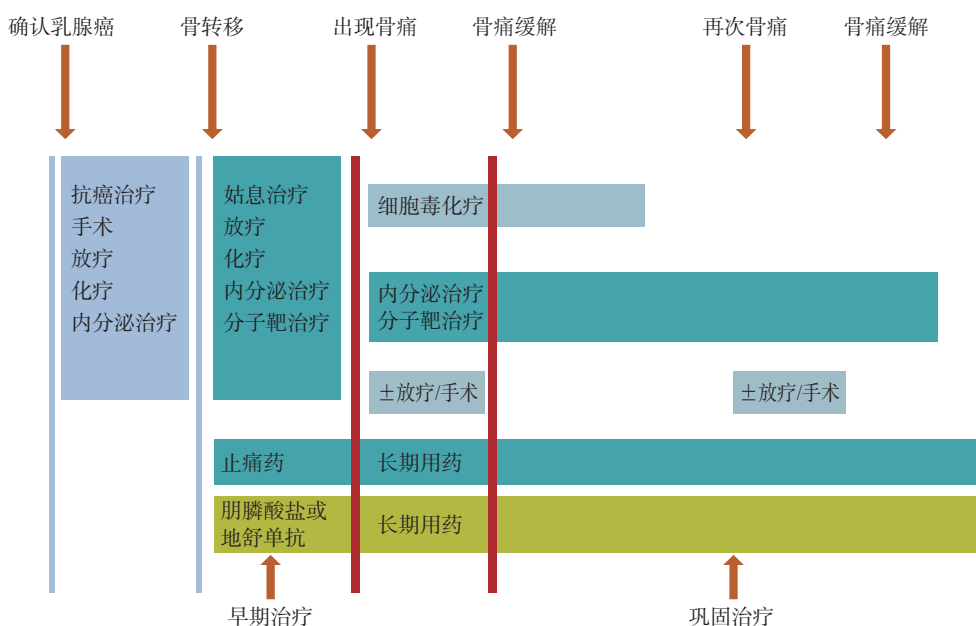 确认乳腺癌
骨转移
出现骨痛
骨痛缓解
再次骨痛
骨痛缓解
抗癌治疗
手术
放疗
化疗
内分泌治疗
姑息治疗
放疗
化疗
内分泌治疗
分子靶治疗
细胞毒化疗
内分泌治疗
分子靶治疗
±放疗/手术
±放疗/手术
止痛药
长期用药
朋膦酸盐或
地舒单抗
长期用药
早期治疗
巩固治疗